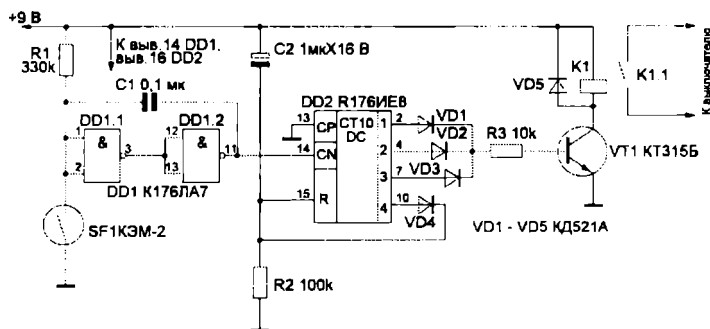 +9 В
R1
330k
К выв.14 DD1.
выв.16 DD2
C2 1мкХ16 В
C1 0,1 мк
DD1.1
DD1.2
&
&
1
2
3
12
13
11
DD1 К176ЛА7
SF1КЭМ-2
DD2 R176ИЕ8
13
14
15
CP
CN
R
CT10
DC
1
2
3
4
2
4
7
10
VD1
VD2
VD3
VD4
R3 10k
R2 100k
VD5
K1
K1.1
К выключателю
VT1 КТ315Б
VD1 - VD5 КД521А